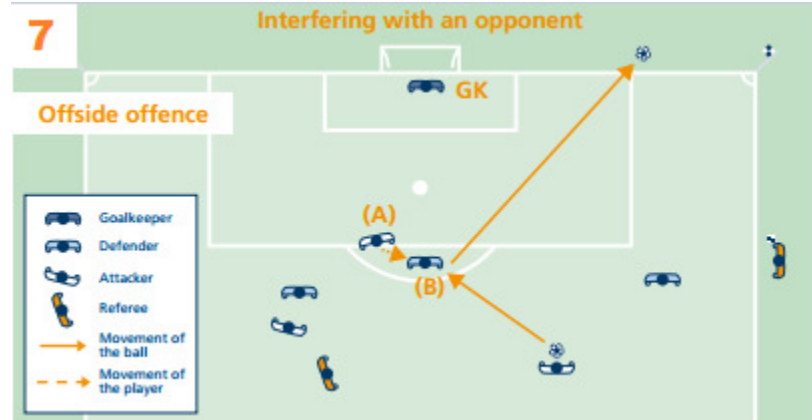 7
Interfering with an opponent
GK
Offside offence
(A)
(B)
Goalkeeper
Defender
Attacker
Referee
Movement of
the ball
Movement of
the player